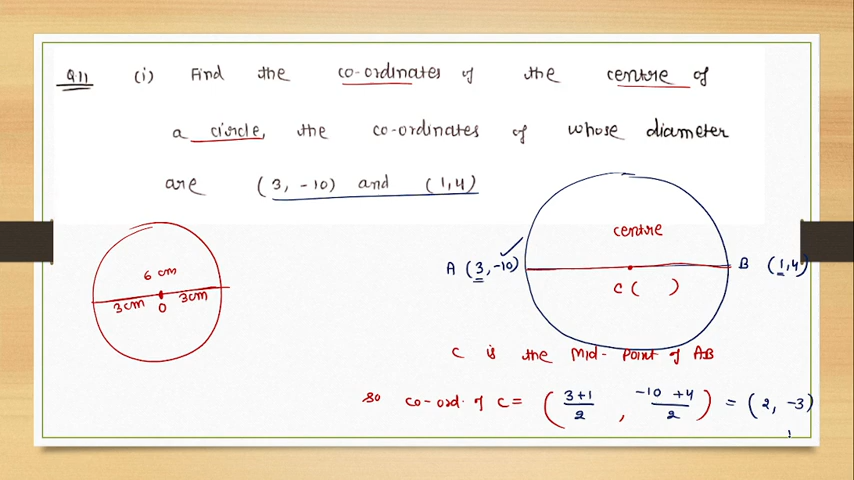 Q11 (i) Find the co-ordinates of the centre of
a circle, the co-ordinates of whose diameter
are (3, -10) and (1,4)
centre
6 cm
3cm O 3cm
A (3,-10) B (1,4)
C ( )
C is the Mid-Point of AB
so co-ord. of C = (3+1/2 , -10+4/2) = (2, -3)